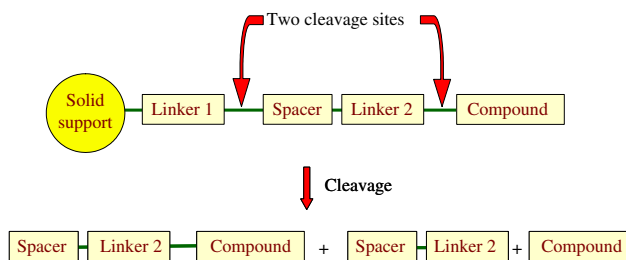 Two cleavage sites
Solid
support
Linker 1
Spacer
Linker 2
Compound
Cleavage
Spacer Linker 2 Compound + Spacer Linker 2 + Compound